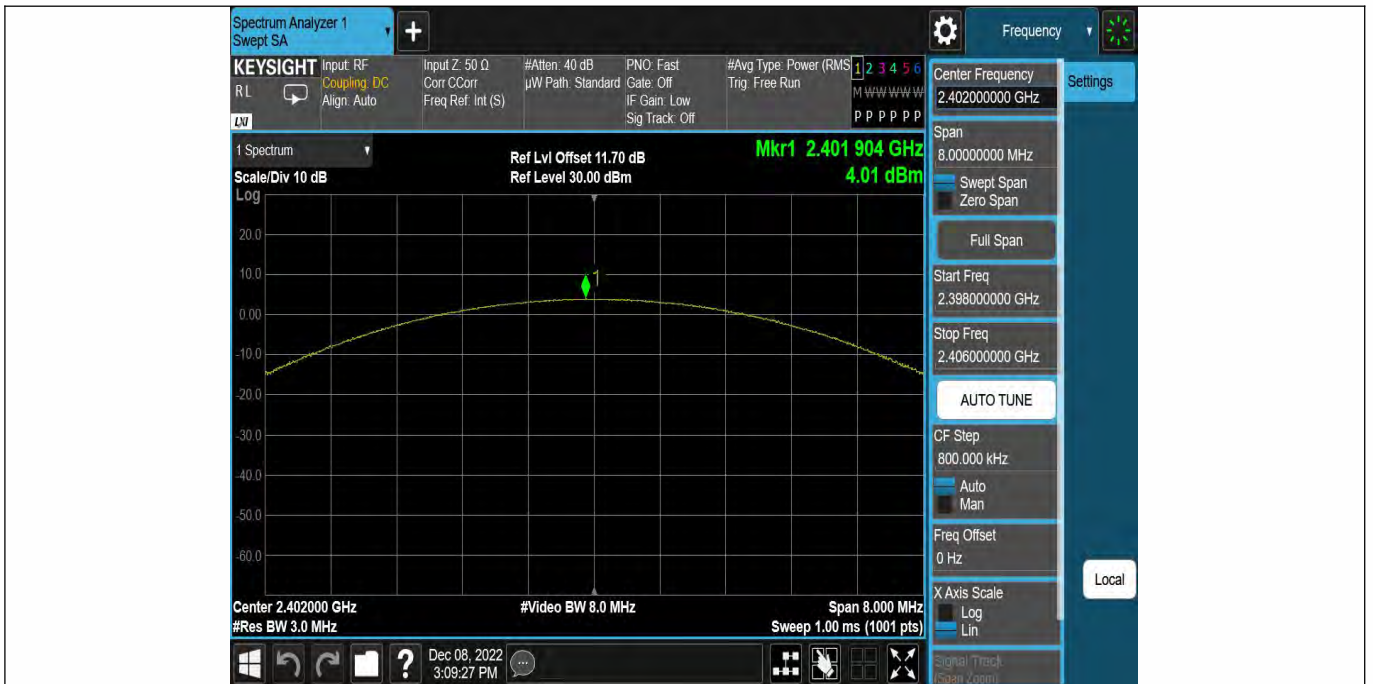 Spectrum Analyzer 1
Swept SA
+
Frequency
KEYSIGHT
RL
LXI
Input: RF
Coupling: DC
Align: Auto
Input Z: 50 Ω
Corr CCorr
Freq Ref: Int (S)
#Atten: 40 dB
µW Path: Standard
PNO: Fast
Gate: Off
IF Gain: Low
Sig Track: Off
#Avg Type: Power (RMS
Trig: Free Run
1 2 3 4 5 6
M W W W W W
P P P P P P
1 Spectrum
Scale/Div 10 dB
Log
Ref Lvl Offset 11.70 dB
Ref Level 30.00 dBm
Mkr1 2.401 904 GHz
4.01 dBm
20.0
10.0
0.00
-10.0
-20.0
-30.0
-40.0
-50.0
-60.0
1
Center 2.402000 GHz
#Res BW 3.0 MHz
#Video BW 8.0 MHz
Span 8.000 MHz
Sweep 1.00 ms (1001 pts)
Center Frequency
2.402000000 GHz
Settings
Span
8.00000000 MHz
Swept Span
Zero Span
Full Span
Start Freq
2.398000000 GHz
Stop Freq
2.406000000 GHz
AUTO TUNE
CF Step
800.000 kHz
Auto
Man
Freq Offset
0 Hz
X Axis Scale
Log
Lin
Signal Track
(Span Zoom)
Local
?
Dec 08, 2022
3:09:27 PM